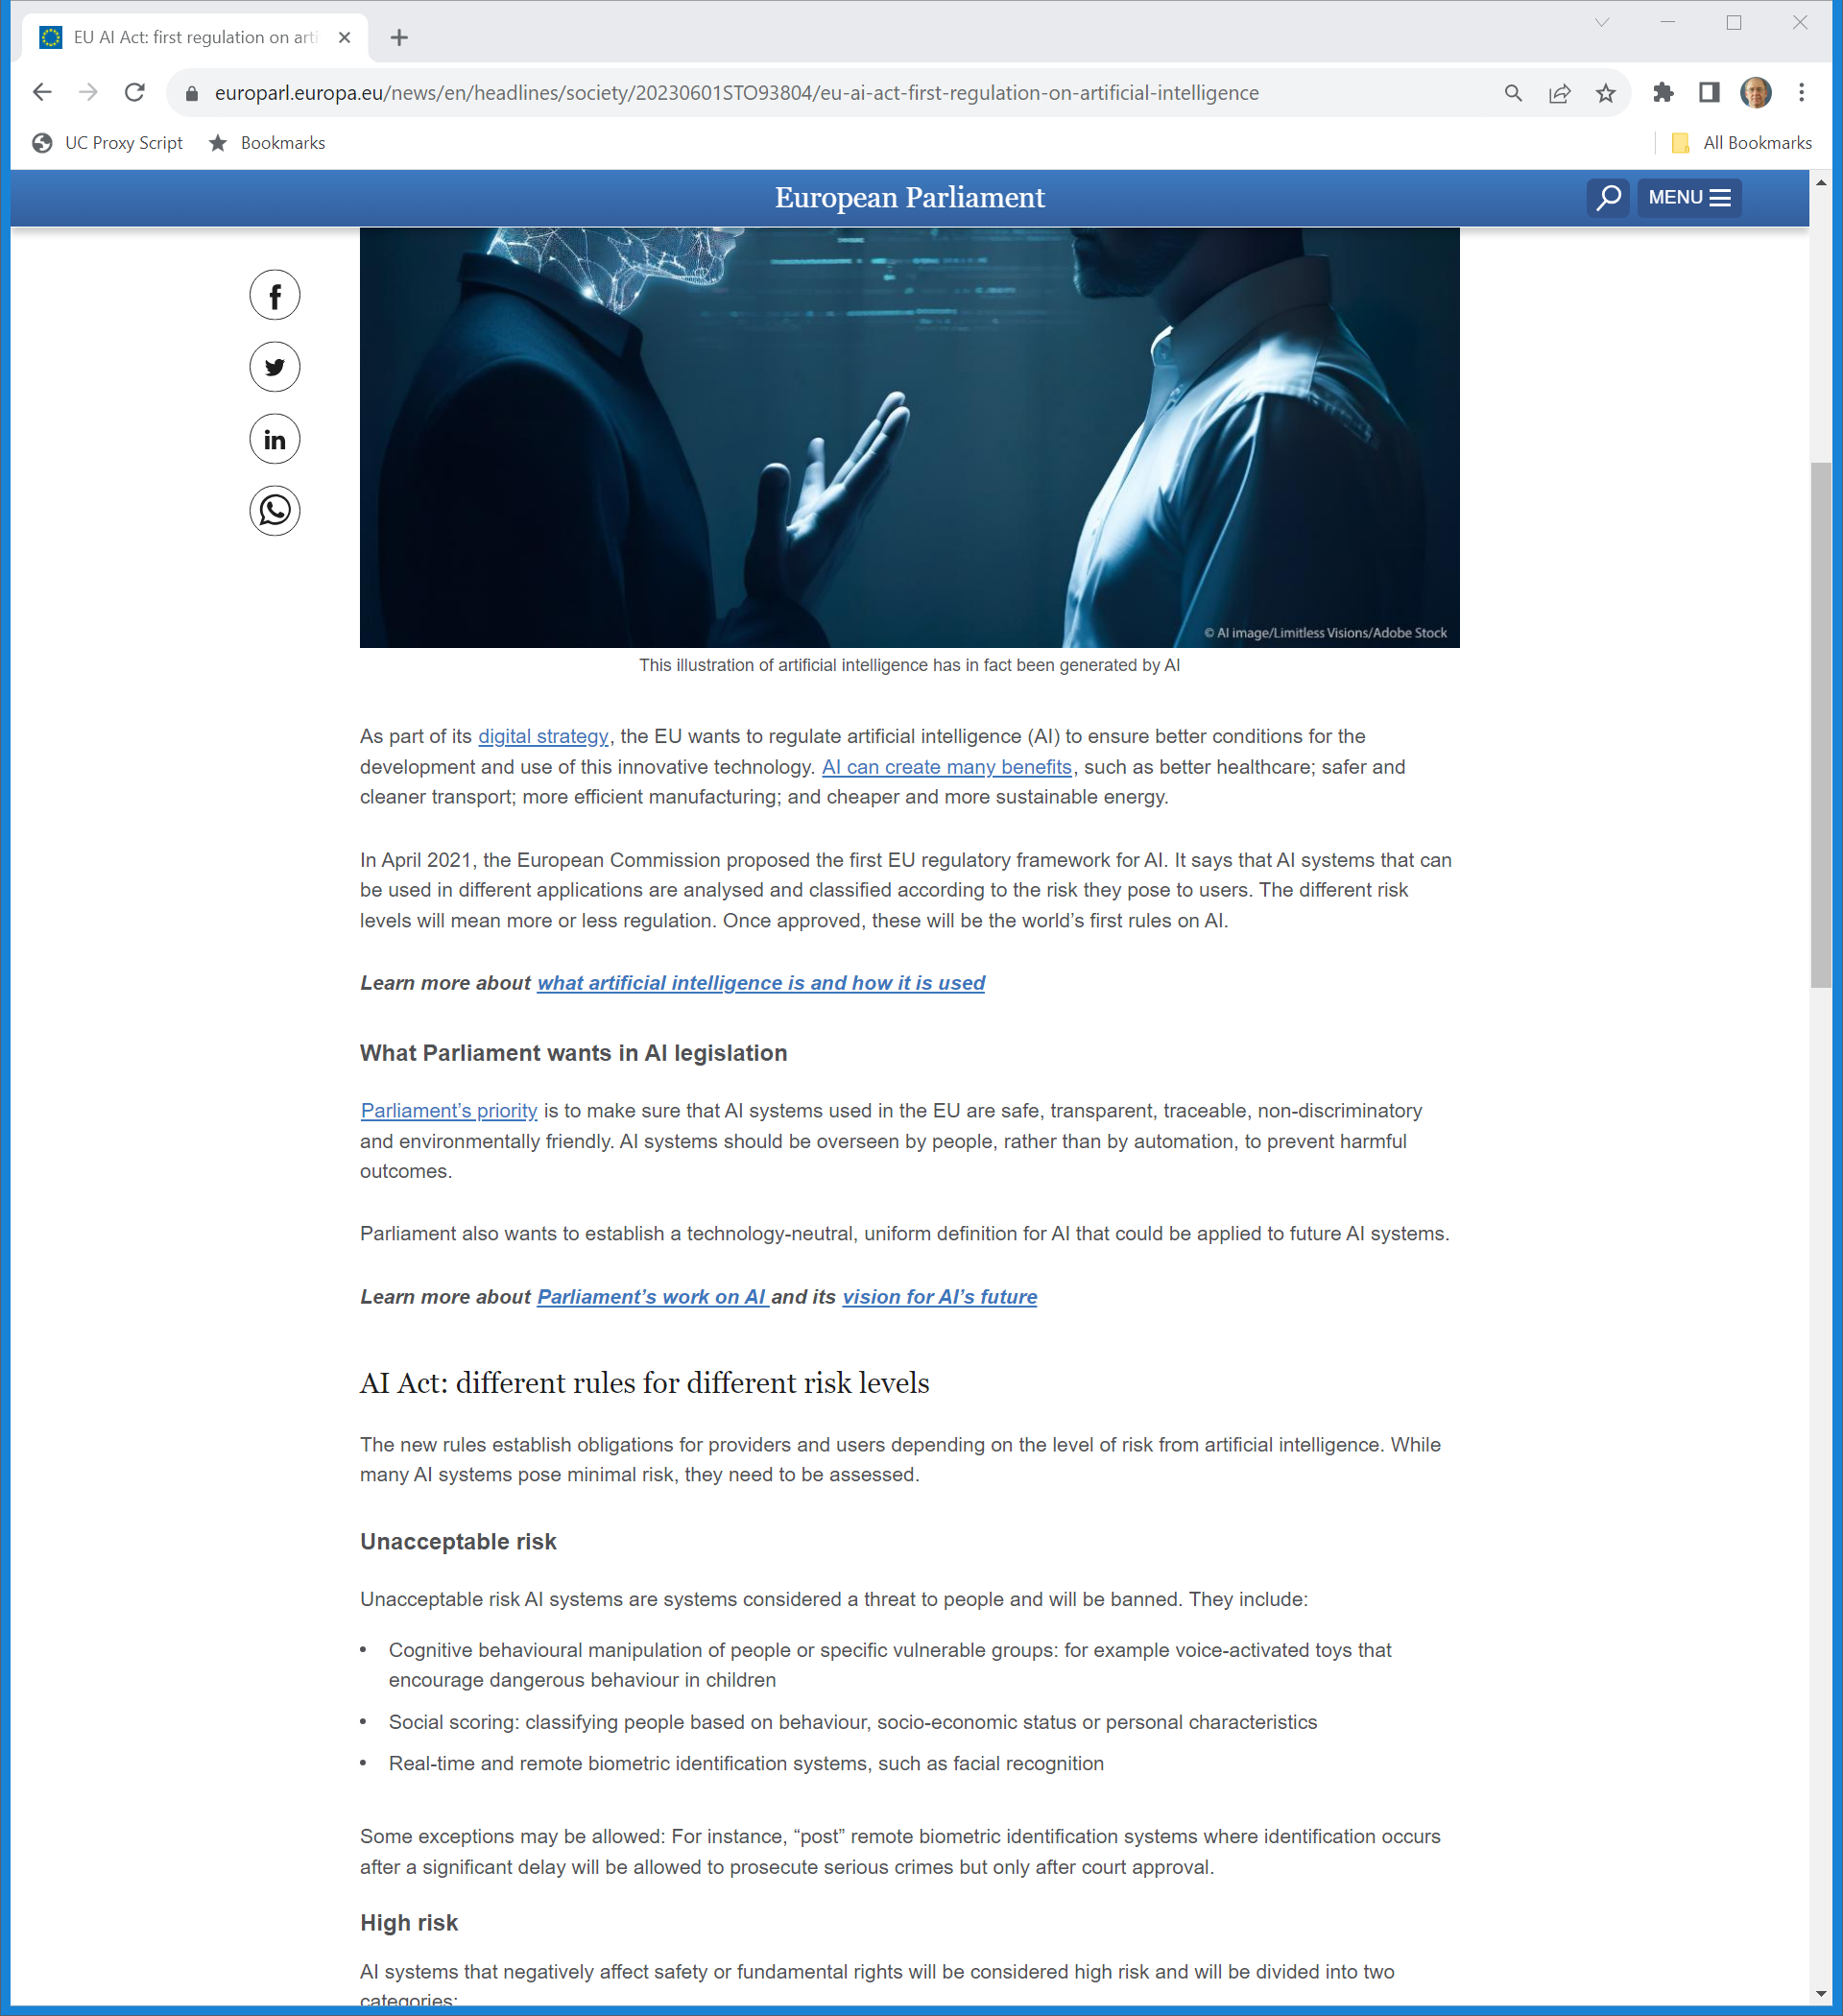 EU AI Act: first regulation on arti
europarl.europa.eu/news/en/headlines/society/20230601STO93804/eu-ai-act-first-regulation-on-artificial-intelligence
UC Proxy Script
Bookmarks
All Bookmarks
European Parliament
MENU
© AI image/Limitless Visions/Adobe Stock
This illustration of artificial intelligence has in fact been generated by AI
As part of its digital strategy, the EU wants to regulate artificial intelligence (AI) to ensure better conditions for the
development and use of this innovative technology. AI can create many benefits, such as better healthcare; safer and
cleaner transport; more efficient manufacturing; and cheaper and more sustainable energy.
In April 2021, the European Commission proposed the first EU regulatory framework for AI. It says that AI systems that can
be used in different applications are analysed and classified according to the risk they pose to users. The different risk
levels will mean more or less regulation. Once approved, these will be the world’s first rules on AI.
Learn more about what artificial intelligence is and how it is used
What Parliament wants in AI legislation
Parliament’s priority is to make sure that AI systems used in the EU are safe, transparent, traceable, non-discriminatory
and environmentally friendly. AI systems should be overseen by people, rather than by automation, to prevent harmful
outcomes.
Parliament also wants to establish a technology-neutral, uniform definition for AI that could be applied to future AI systems.
Learn more about Parliament’s work on AI and its vision for AI’s future
AI Act: different rules for different risk levels
The new rules establish obligations for providers and users depending on the level of risk from artificial intelligence. While
many AI systems pose minimal risk, they need to be assessed.
Unacceptable risk
Unacceptable risk AI systems are systems considered a threat to people and will be banned. They include:
• Cognitive behavioural manipulation of people or specific vulnerable groups: for example voice-activated toys that
encourage dangerous behaviour in children
• Social scoring: classifying people based on behaviour, socio-economic status or personal characteristics
• Real-time and remote biometric identification systems, such as facial recognition
Some exceptions may be allowed: For instance, “post” remote biometric identification systems where identification occurs
after a significant delay will be allowed to prosecute serious crimes but only after court approval.
High risk
AI systems that negatively affect safety or fundamental rights will be considered high risk and will be divided into two
categories: